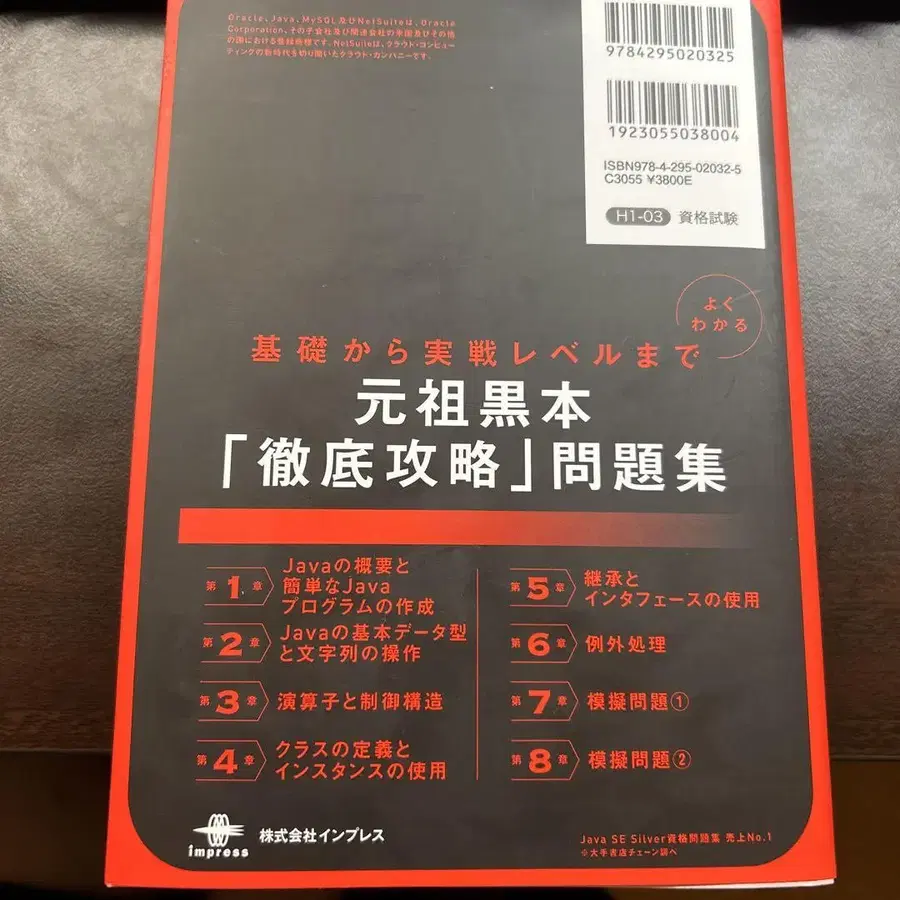 Oracle、Java、MySQL及びNetSuiteは、Oracle
Corporation、その子会社及び関連会社の米国及びその他
の国における登録商標です。NetSuiteは、クラウド・コンピュー
ティングの新時代を切り開いたクラウド・カンパニーです。
9784295020325
1923055038004
ISBN978-4-295-02032-5
C3055 ¥3800E
H1-03 資格試験
よく
わかる
基礎から実戦レベルまで
元祖黒本
「徹底攻略」問題集
第1章 Javaの概要と
簡単なJava
プログラムの作成
第2章 Javaの基本データ型
と文字列の操作
第3章 演算子と制御構造
第4章 クラスの定義と
インスタンスの使用
第5章 継承と
インタフェースの使用
第6章 例外処理
第7章 模擬問題①
第8章 模擬問題②
impress
株式会社インプレス
Java SE Silver資格問題集 売上No.1
※大手書店チェーン調べ